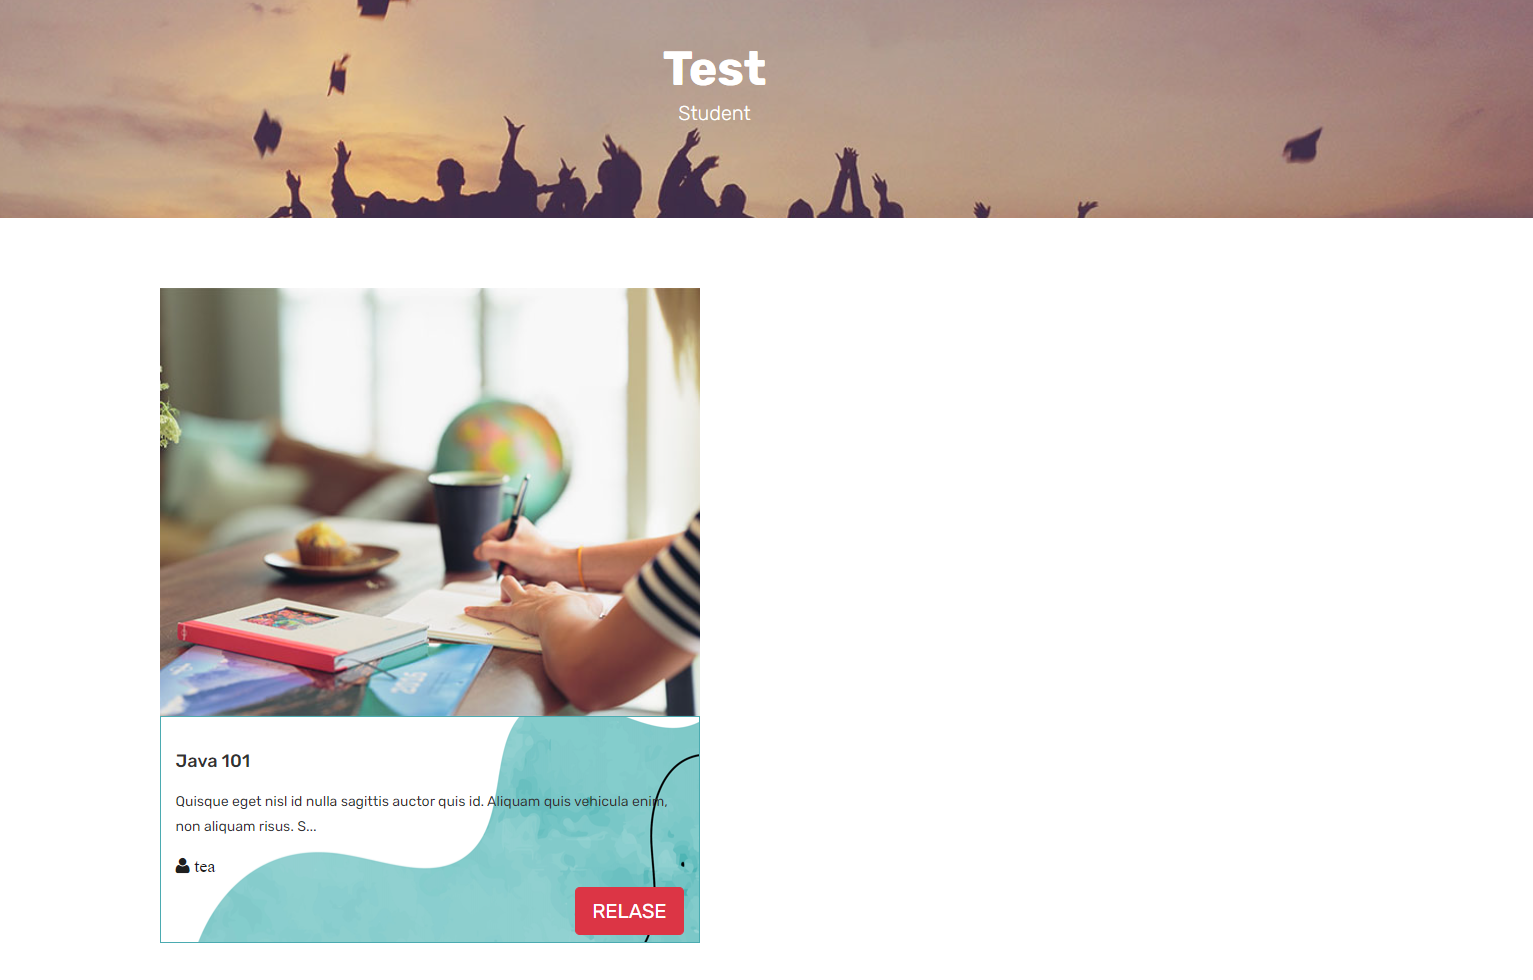 Test
Student
Java 101
Quisque eget nisl id nulla sagittis auctor quis id. Aliquam quis vehicula enim,
non aliquam risus. S...
tea
RELASE